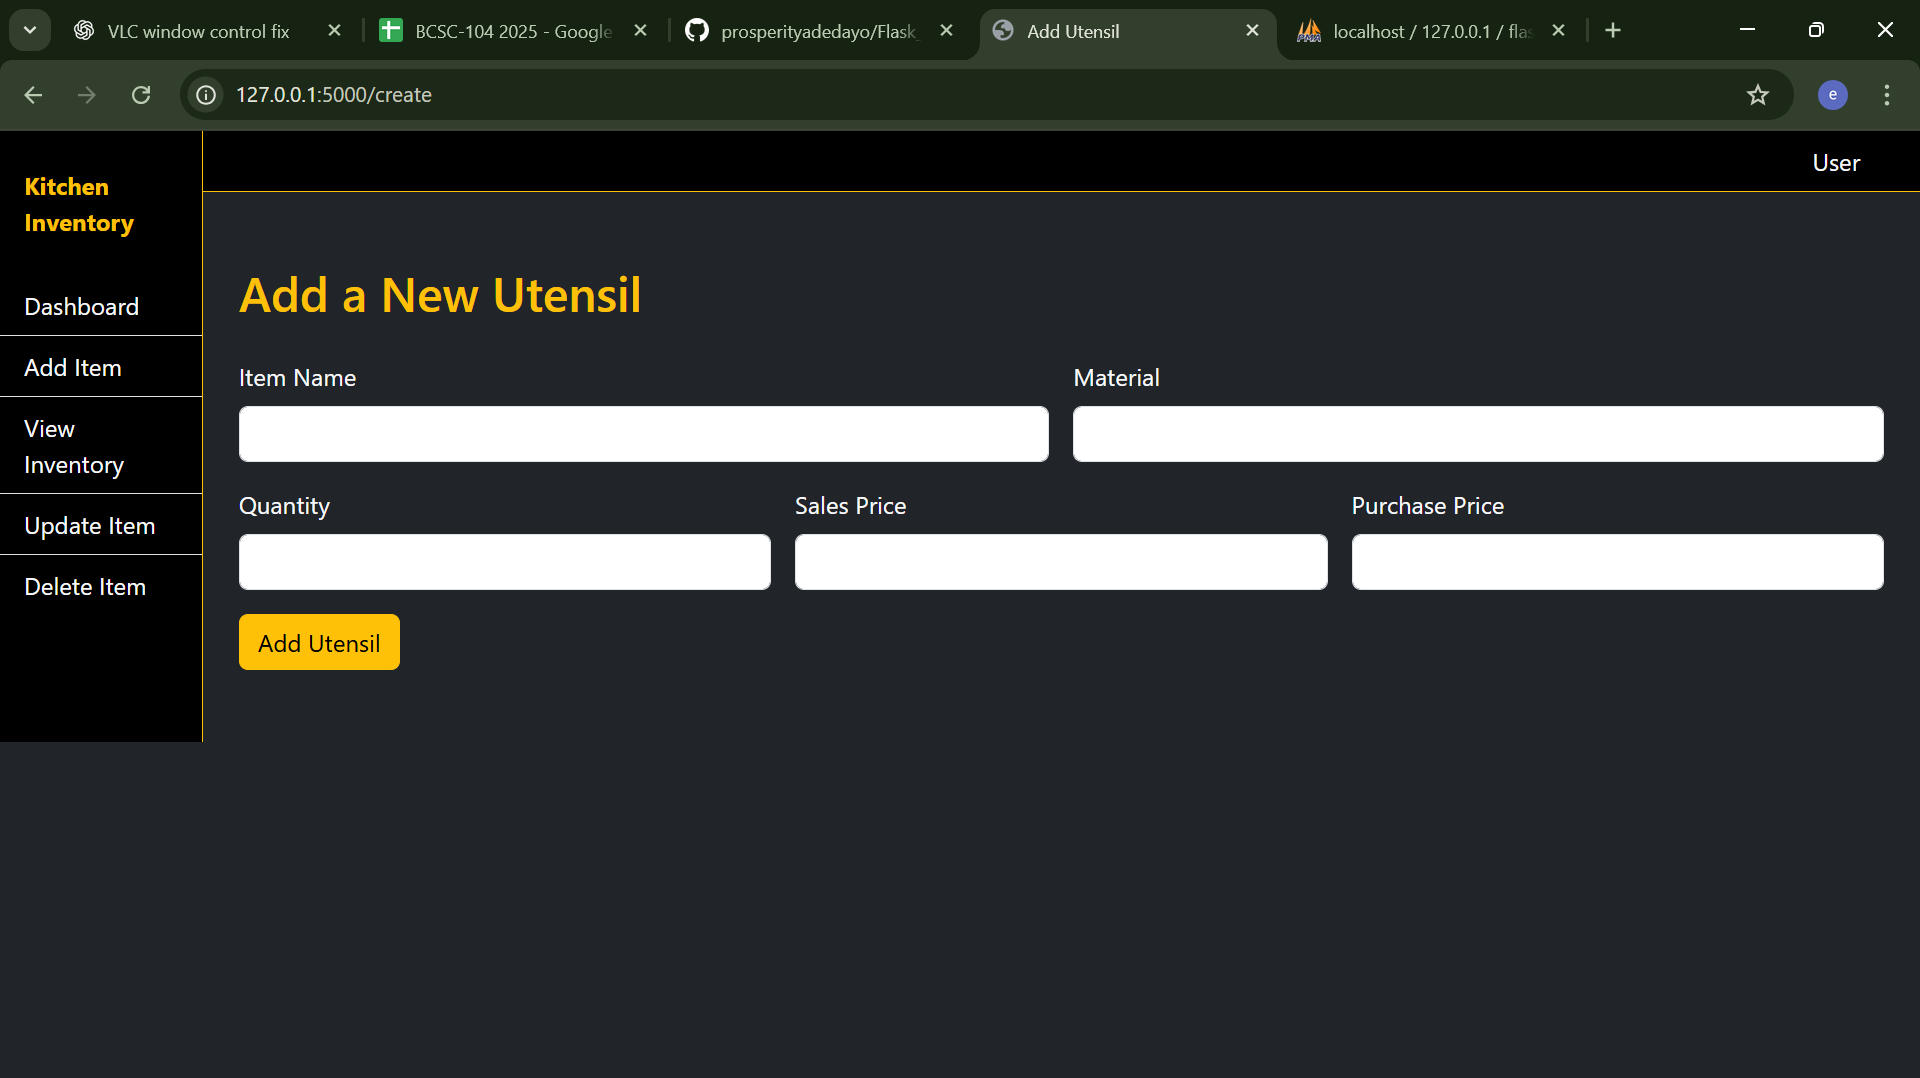 VLC window control fix
BCSC-104 2025 - Google
prosperityadedayo/Flask_
Add Utensil
localhost / 127.0.0.1 / flas
127.0.0.1:5000/create
e
Kitchen
Inventory
User
Dashboard
Add Item
View
Inventory
Update Item
Delete Item
Add a New Utensil
Item Name
Material
Quantity
Sales Price
Purchase Price
Add Utensil